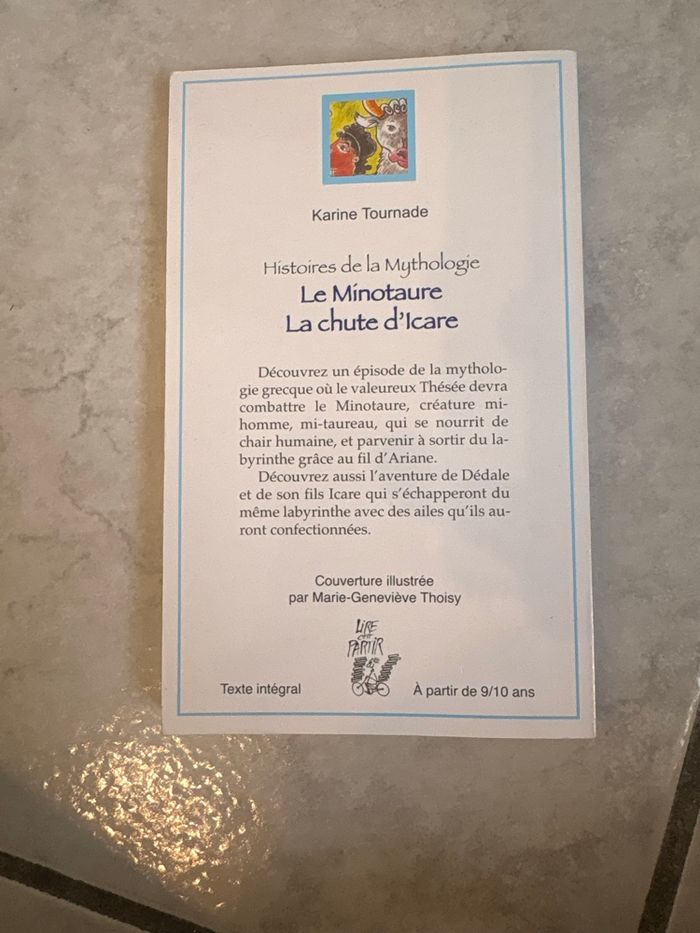 Karine Tournade
Histoires de la Mythologie
Le Minotaure
La chute d'Icare
Découvrez un épisode de la mytholo-
gie grecque où le valeureux Thésée devra
combattre le Minotaure, créature mi-
homme, mi-taureau, qui se nourrit de
chair humaine, et parvenir à sortir du la-
byrinthe grâce au fil d'Ariane.
Découvrez aussi l'aventure de Dédale
et de son fils Icare qui s'échapperont du
même labyrinthe avec des ailes qu'ils au-
ront confectionnées.
Couverture illustrée
par Marie-Geneviève Thoisy
LIRE
C'EST
PARTIR
Texte intégral
À partir de 9/10 ans